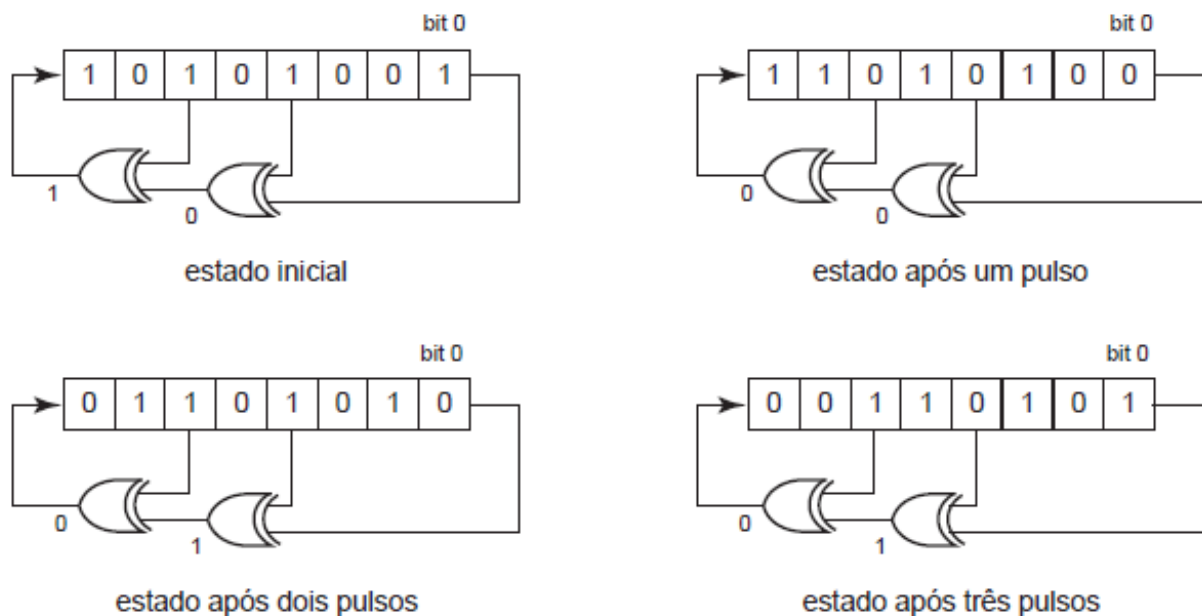 bit 0
1 0 1 0 1 0 0 1
1
0
estado inicial
bit 0
1 1 0 1 0 1 0 0
0
0
estado após um pulso
bit 0
0 1 1 0 1 0 1 0
0
1
estado após dois pulsos
bit 0
0 0 1 1 0 1 0 1
0
1
estado após três pulsos